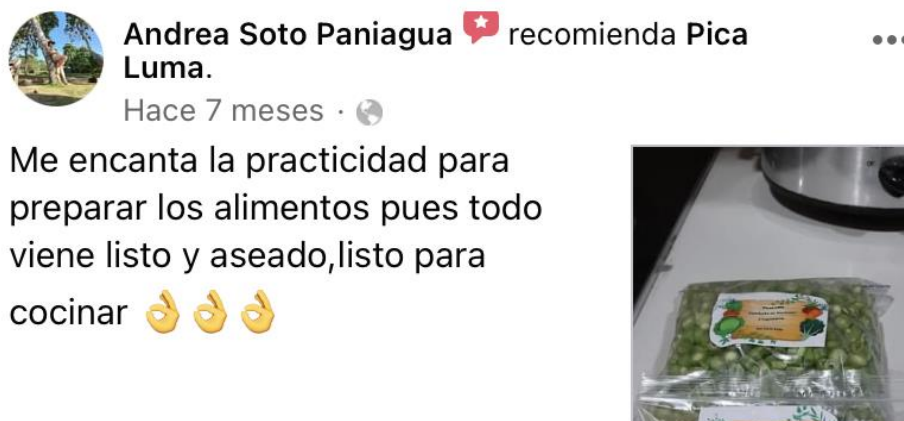 Andrea Soto Paniagua recomienda Pica
Luma.
Hace 7 meses ·
Me encanta la practicidad para
preparar los alimentos pues todo
viene listo y aseado,listo para
cocinar 👌👌👌